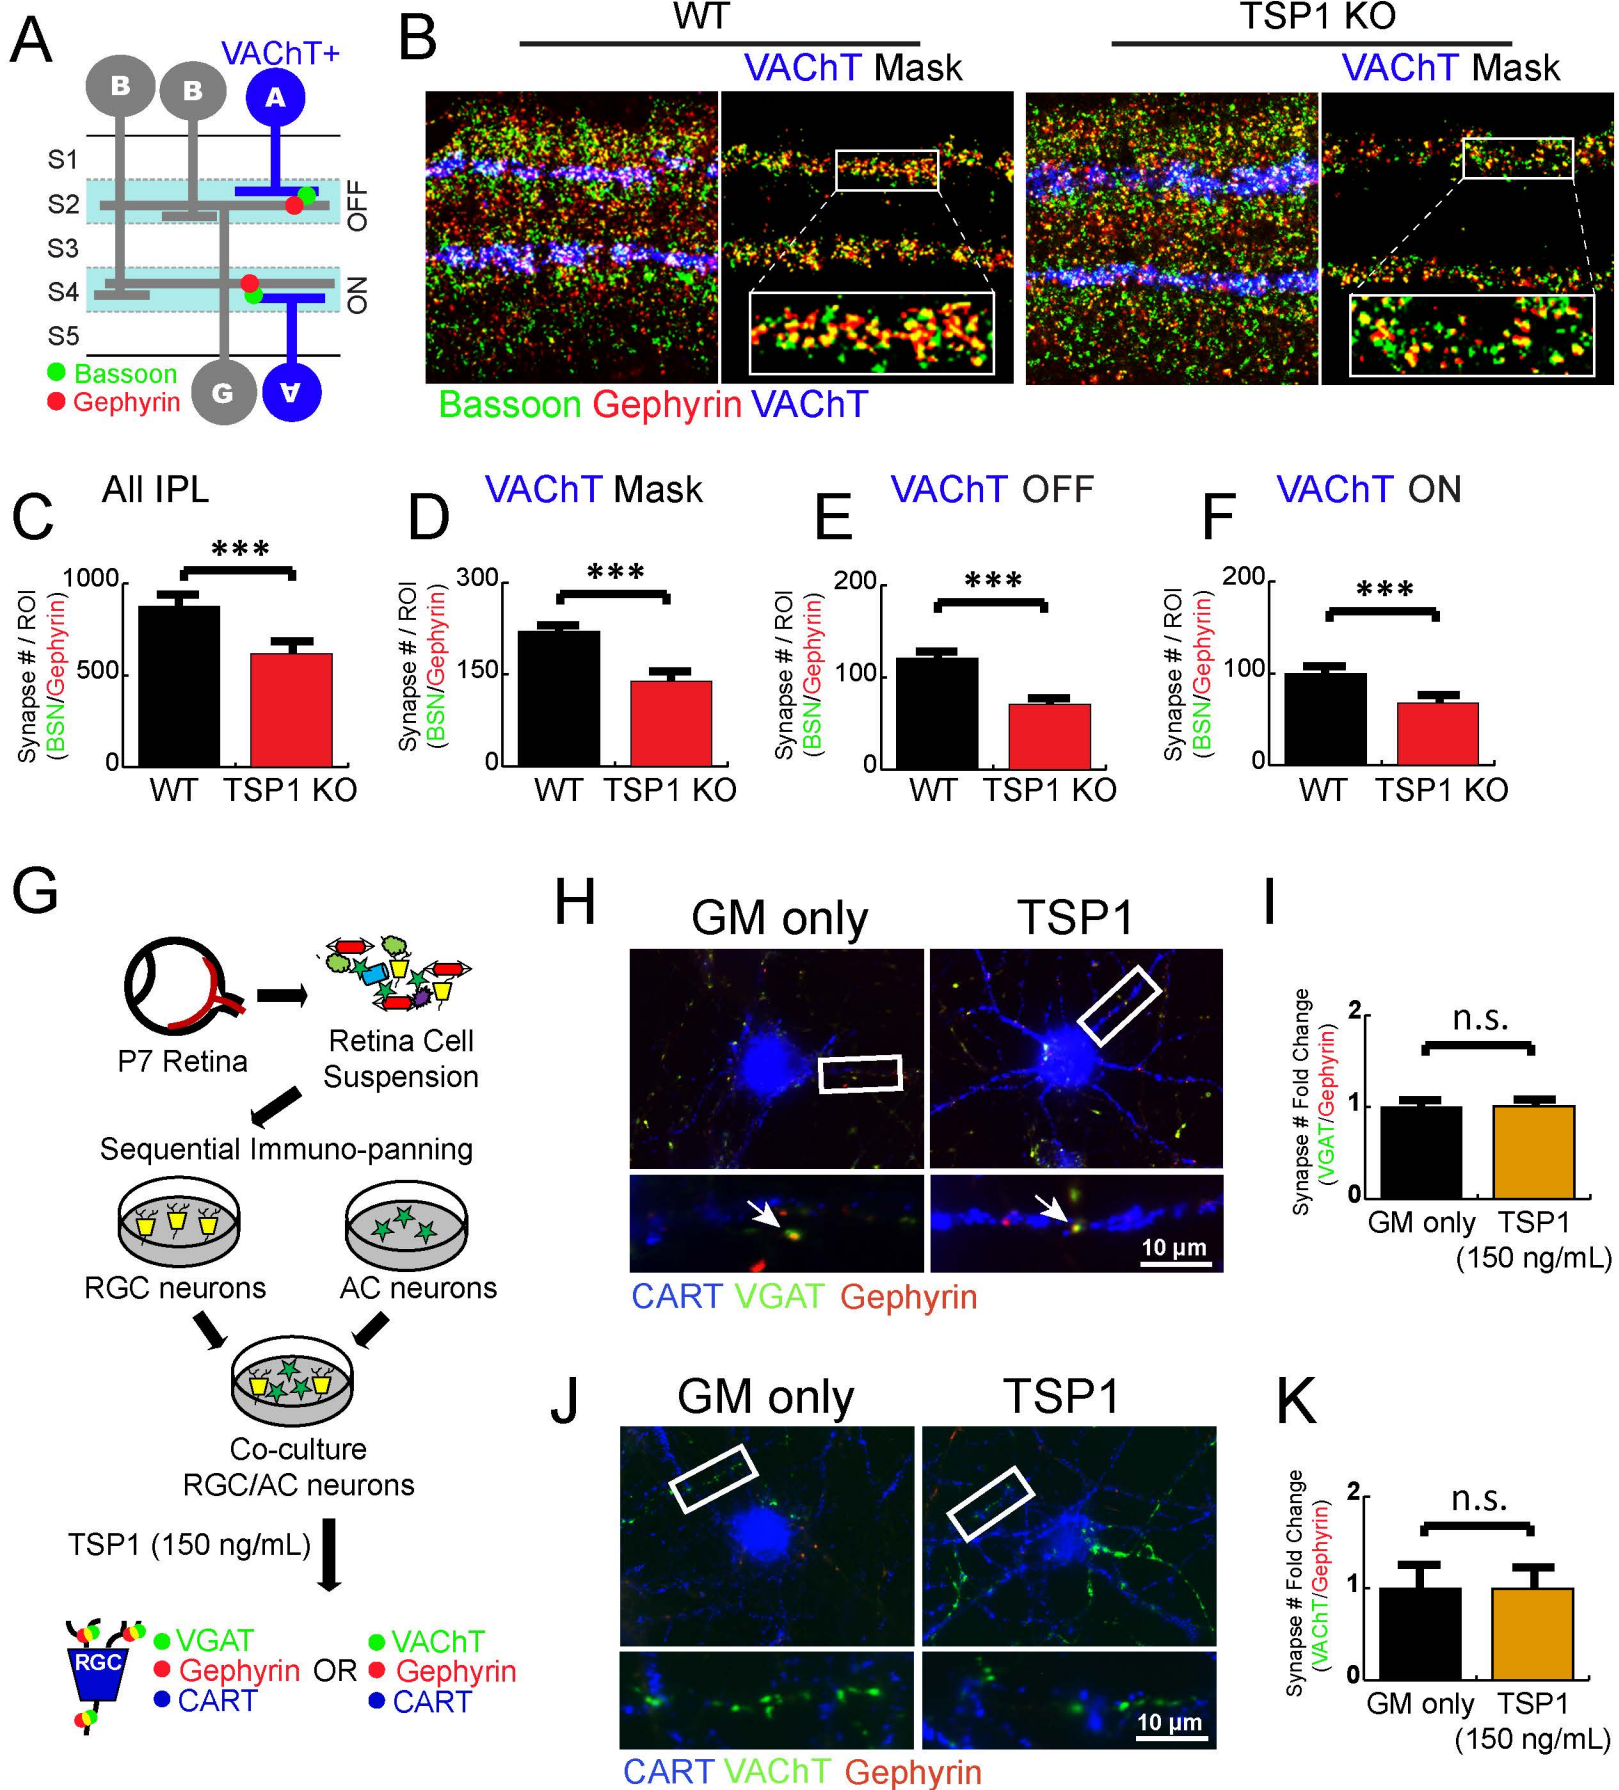 A
VAChT+
B
B
A
S1
S2
S3
S4
S5
OFF
ON
G
A
Bassoon
Gephyrin
B
WT
TSP1 KO
VAChT Mask
VAChT Mask
Bassoon Gephyrin VAChT
C
All IPL
***
Synapse # / ROI
(BSN/Gephyrin)
1000
500
0
WT TSP1 KO
D
VAChT Mask
***
Synapse # / ROI
(BSN/Gephyrin)
300
150
0
WT TSP1 KO
E
VAChT OFF
***
Synapse # / ROI
(BSN/Gephyrin)
200
100
0
WT TSP1 KO
F
VAChT ON
***
Synapse # / ROI
(BSN/Gephyrin)
200
100
0
WT TSP1 KO
G
P7 Retina
Retina Cell
Suspension
Sequential Immuno-panning
RGC neurons
AC neurons
Co-culture
RGC/AC neurons
TSP1 (150 ng/mL)
RGC
VGAT
Gephyrin
CART
OR
VAChT
Gephyrin
CART
H
GM only
TSP1
10 µm
CART VGAT Gephyrin
I
n.s.
Synapse # Fold Change
(VGAT/Gephyrin)
2
1
0
GM only TSP1
(150 ng/mL)
J
GM only
TSP1
10 µm
CART VAChT Gephyrin
K
n.s.
Synapse # Fold Change
(VAChT/Gephyrin)
2
1
0
GM only TSP1
(150 ng/mL)